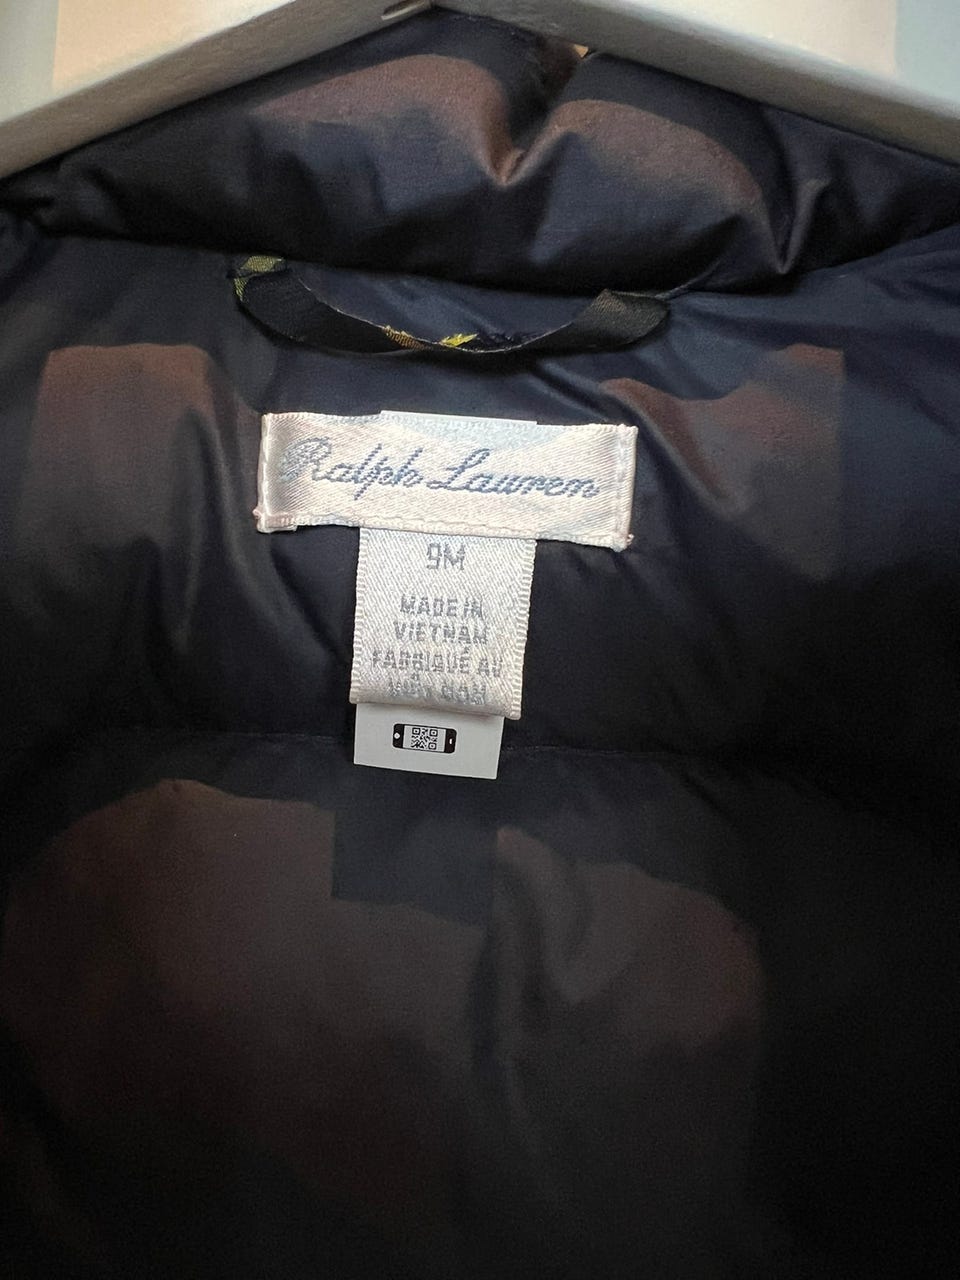 Ralph Lauren
9M
MADE IN
VIETNAM
FABRIQUÉ AU